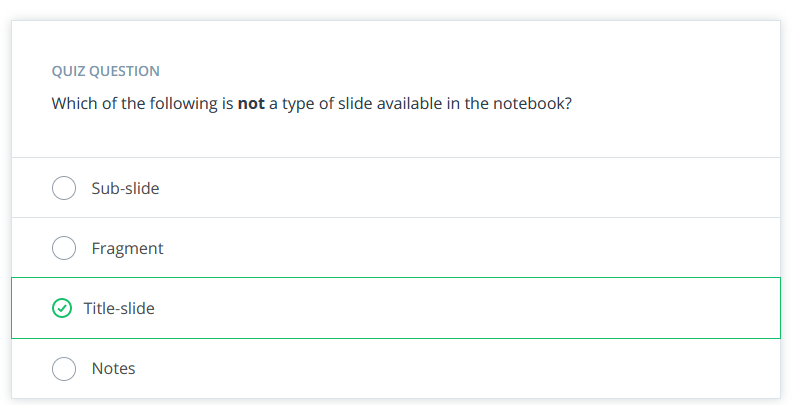 QUIZ QUESTION
Which of the following is not a type of slide available in the notebook?
Sub-slide
Fragment
Title-slide
Notes